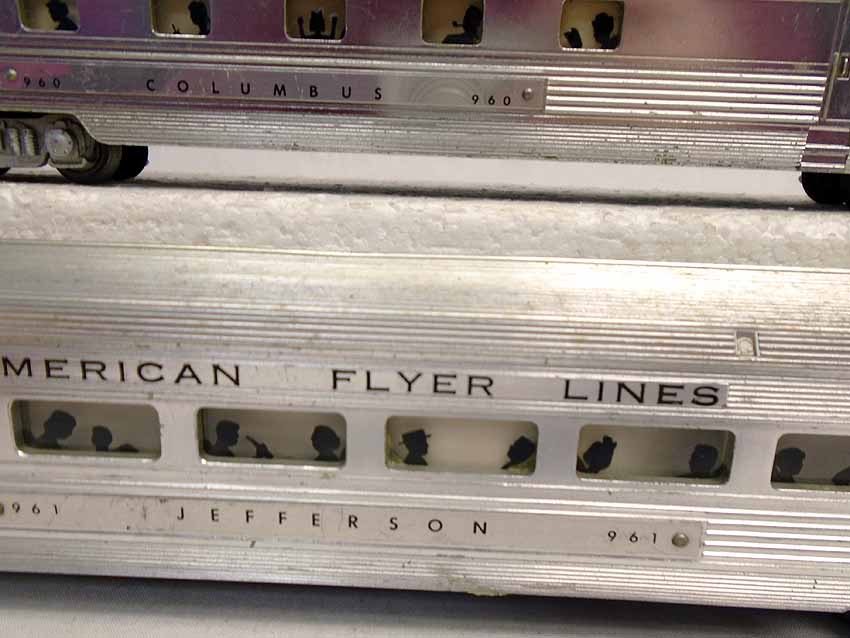 960 COLUMBUS 960
MERICAN FLYER LINES
961 JEFFERSON 961